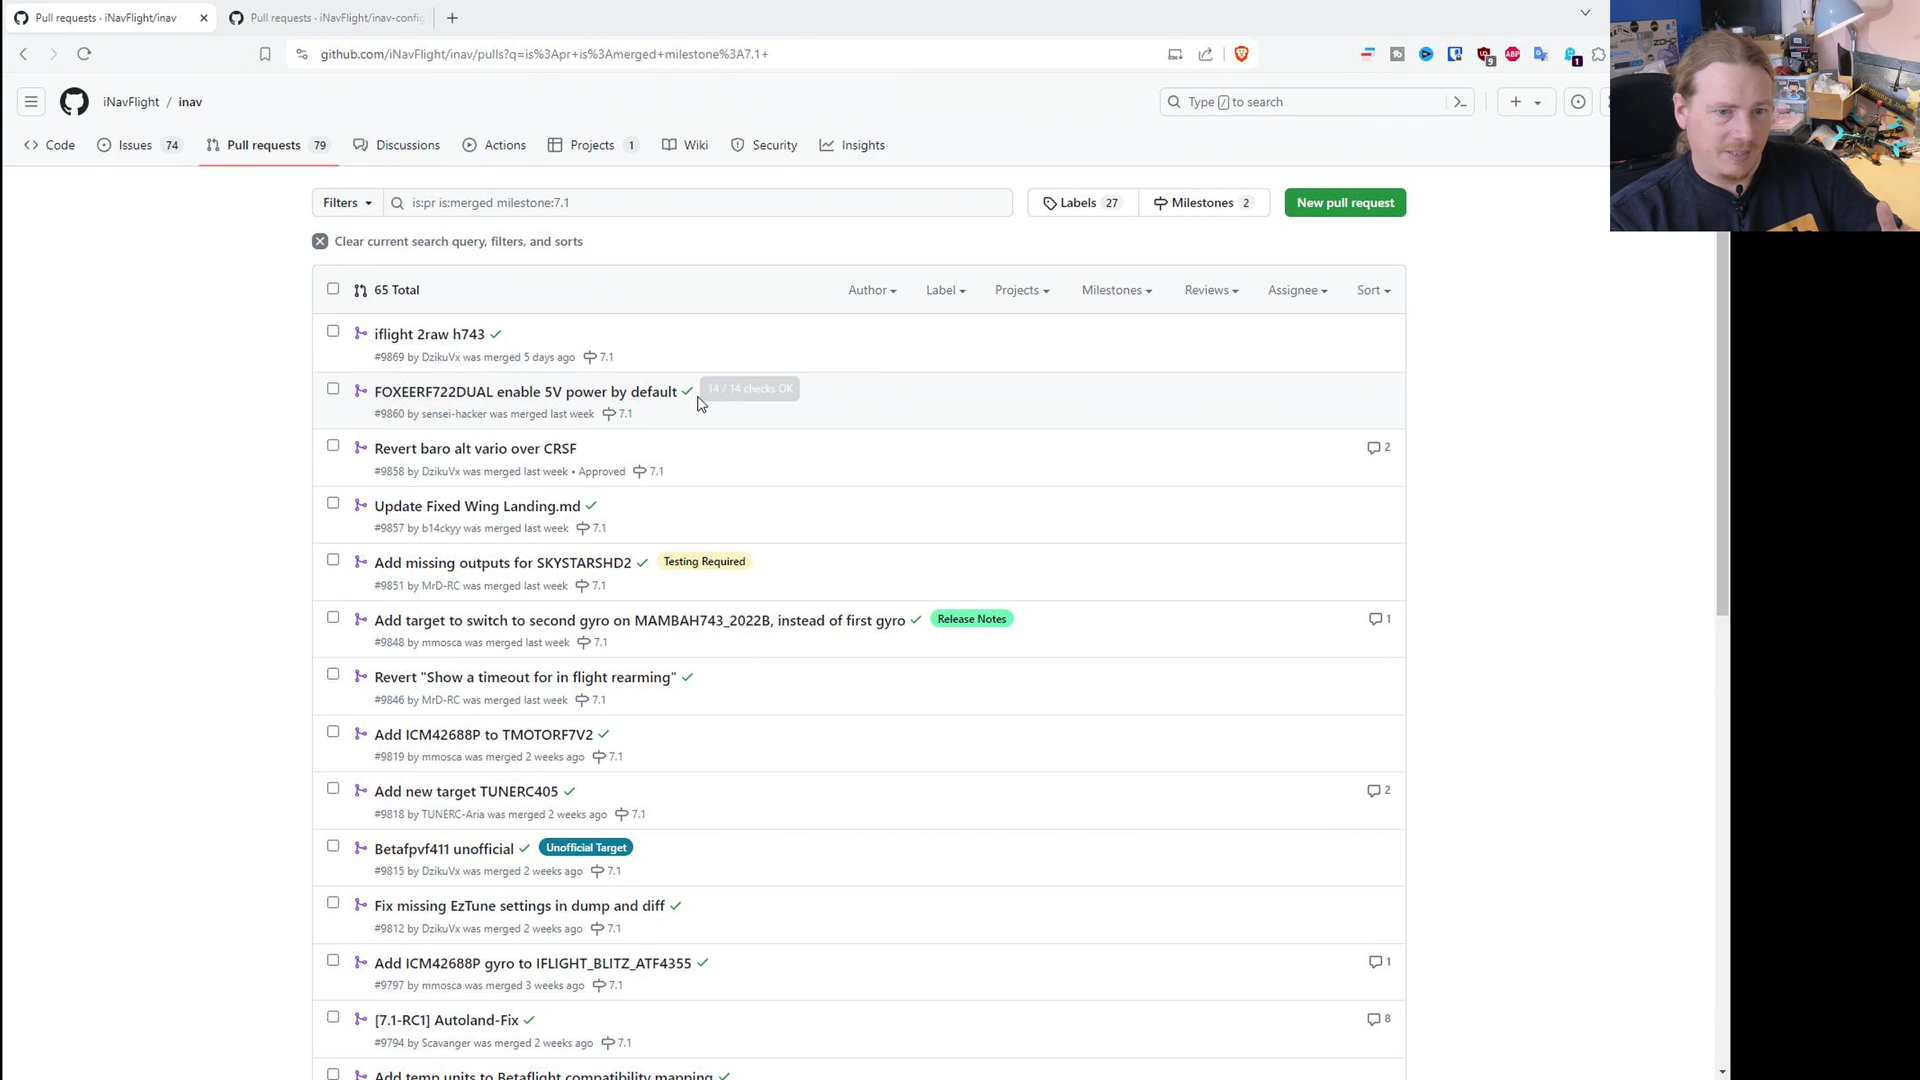 Pull requests · iNavFlight/inav
Pull requests · iNavFlight/inav-config
github.com/iNavFlight/inav/pulls?q=is%3Apr+is%3Amerged+milestone%3A7.1+
ABP
9
1
iNavFlight / inav
Type / to search
Code
Issues 74
Pull requests 79
Discussions
Actions
Projects 1
Wiki
Security
Insights
Filters
is:pr is:merged milestone:7.1
Labels 27
Milestones 2
New pull request
Clear current search query, filters, and sorts
65 Total
Author
Label
Projects
Milestones
Reviews
Assignee
Sort
iflight 2raw h743
#9869 by DzikuVx was merged 5 days ago 7.1
FOXEERF722DUAL enable 5V power by default
14 / 14 checks OK
#9860 by sensei-hacker was merged last week 7.1
Revert baro alt vario over CRSF
2
#9858 by DzikuVx was merged last week • Approved 7.1
Update Fixed Wing Landing.md
#9857 by b14ckyy was merged last week 7.1
Add missing outputs for SKYSTARSHD2 Testing Required
#9851 by MrD-RC was merged last week 7.1
Add target to switch to second gyro on MAMBAH743_2022B, instead of first gyro Release Notes
1
#9848 by mmosca was merged last week 7.1
Revert "Show a timeout for in flight rearming"
#9846 by MrD-RC was merged last week 7.1
Add ICM42688P to TMOTORF7V2
#9819 by mmosca was merged 2 weeks ago 7.1
Add new target TUNERC405
2
#9818 by TUNERC-Aria was merged 2 weeks ago 7.1
Betafpvf411 unofficial Unofficial Target
#9815 by DzikuVx was merged 2 weeks ago 7.1
Fix missing EzTune settings in dump and diff
#9812 by DzikuVx was merged 2 weeks ago 7.1
Add ICM42688P gyro to IFLIGHT_BLITZ_ATF4355
1
#9797 by mmosca was merged 3 weeks ago 7.1
[7.1-RC1] Autoland-Fix
8
#9794 by Scavanger was merged 2 weeks ago 7.1
Add temp units to Betaflight compatibility mapping